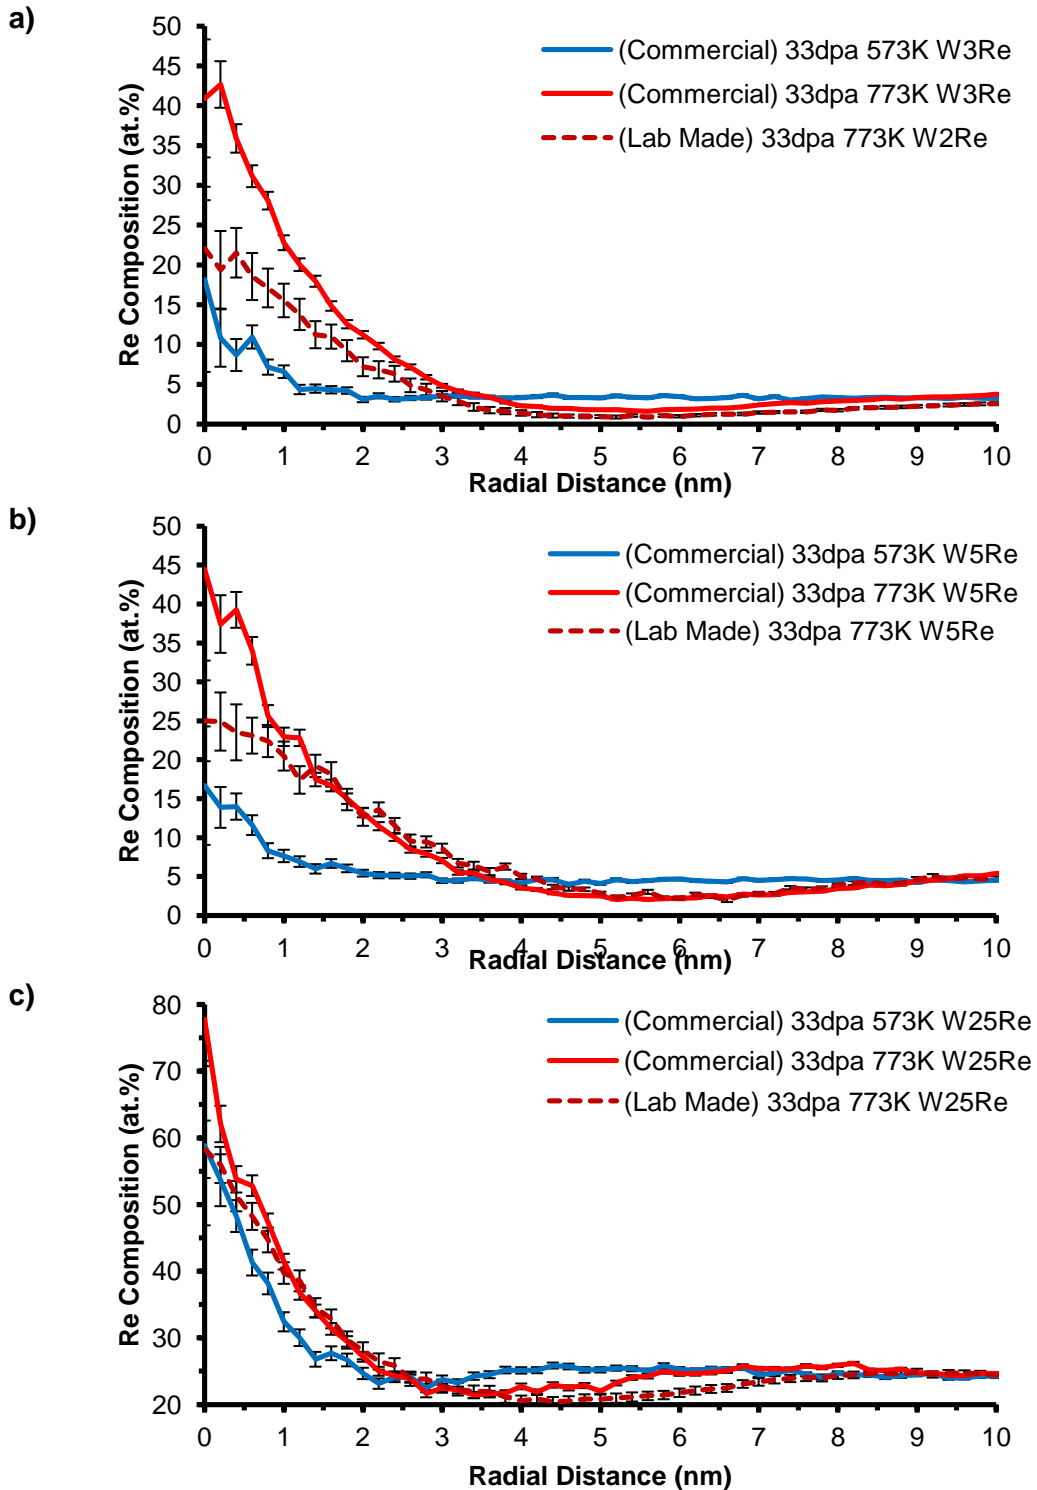 a)
50
45
40
35
30
25
20
15
10
5
0
Re Composition (at.%)
(Commercial) 33dpa 573K W3Re
(Commercial) 33dpa 773K W3Re
(Lab Made) 33dpa 773K W2Re
0 1 2 3 4 5 6 7 8 9 10
Radial Distance (nm)
b)
50
45
40
35
30
25
20
15
10
5
0
Re Composition (at.%)
(Commercial) 33dpa 573K W5Re
(Commercial) 33dpa 773K W5Re
(Lab Made) 33dpa 773K W5Re
0 1 2 3 4 5 6 7 8 9 10
Radial Distance (nm)
c)
80
70
60
50
40
30
20
Re Composition (at.%)
(Commercial) 33dpa 573K W25Re
(Commercial) 33dpa 773K W25Re
(Lab Made) 33dpa 773K W25Re
0 1 2 3 4 5 6 7 8 9 10
Radial Distance (nm)